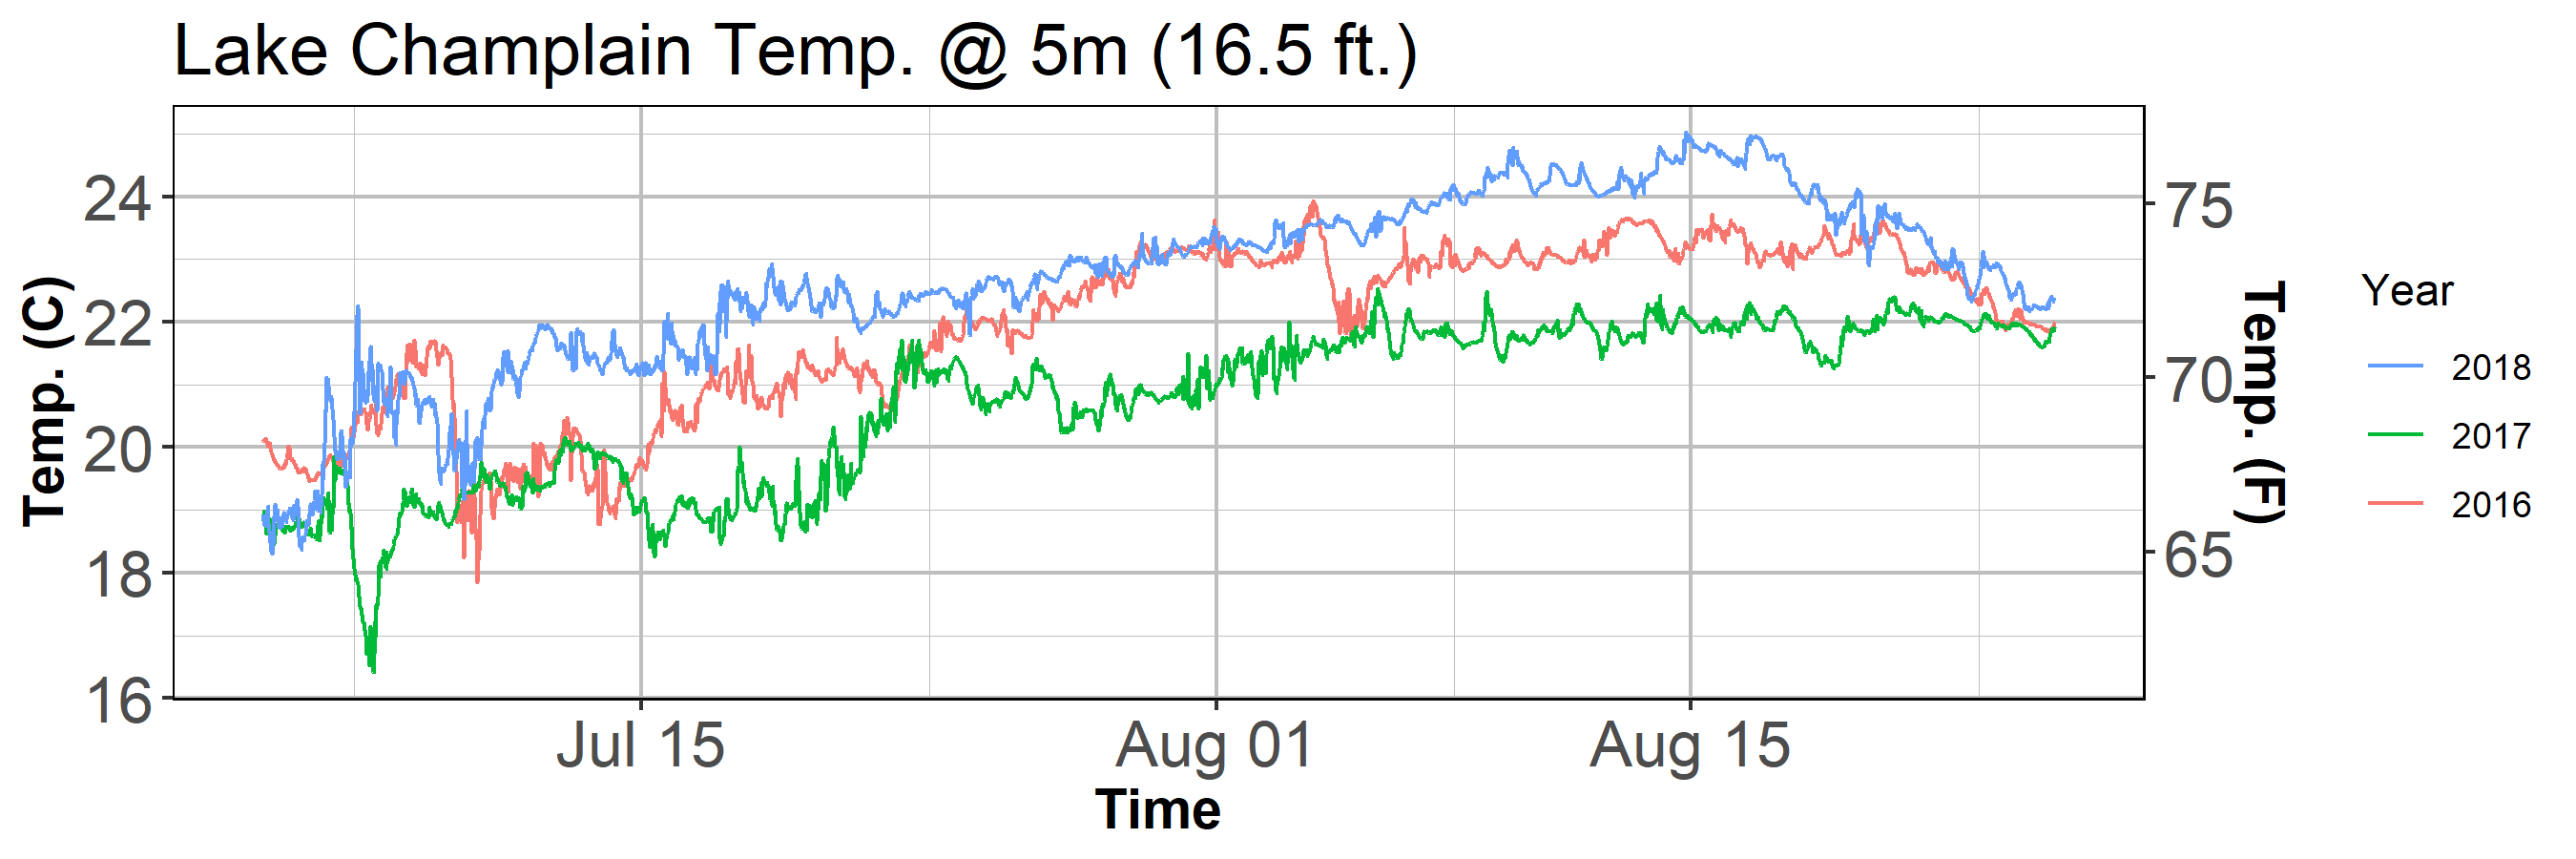 Lake Champlain Temp. @ 5m (16.5 ft.)
Temp. (C)
24
22
20
18
16
75
70
65
Temp. (F)
Jul 15
Aug 01
Aug 15
Time
Year
2018
2017
2016